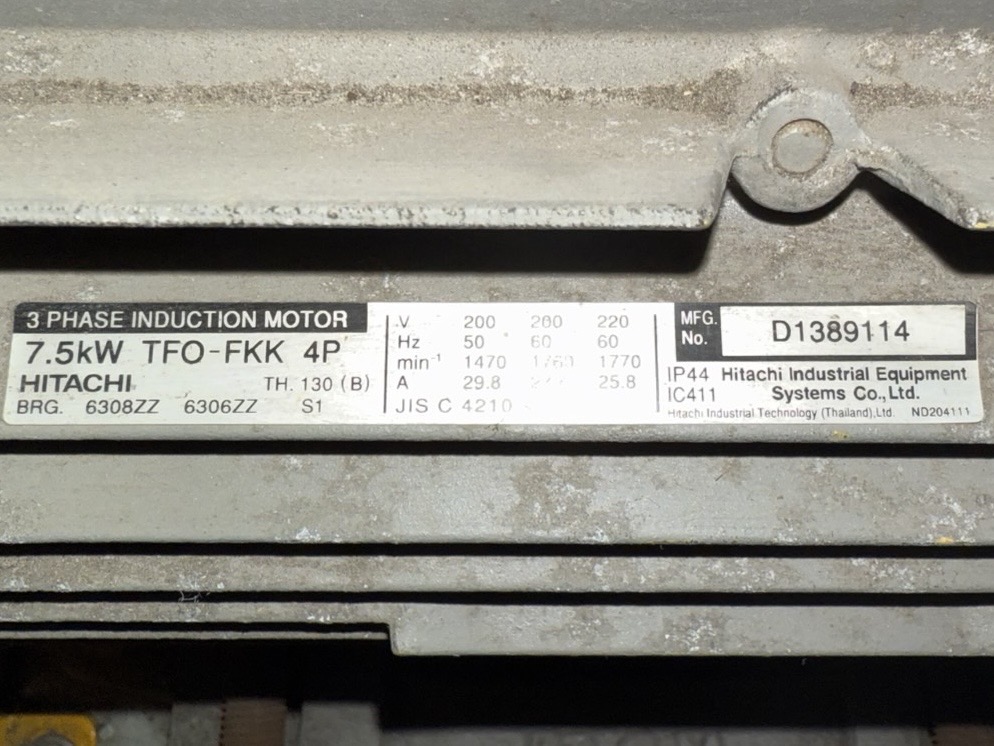 3 PHASE INDUCTION MOTOR
7.5kW TFO-FKK 4P
HITACHI TH. 130 (B)
BRG. 6308ZZ 6306ZZ S1
V 200 200 220
Hz 50 60 60
min⁻¹ 1470 1760 1770
A 29.8 25.8
JIS C 4210
MFG. No. D1389114
IP44 Hitachi Industrial Equipment
IC411 Systems Co., Ltd.
Hitachi Industrial Technology (Thailand), Ltd. ND204111